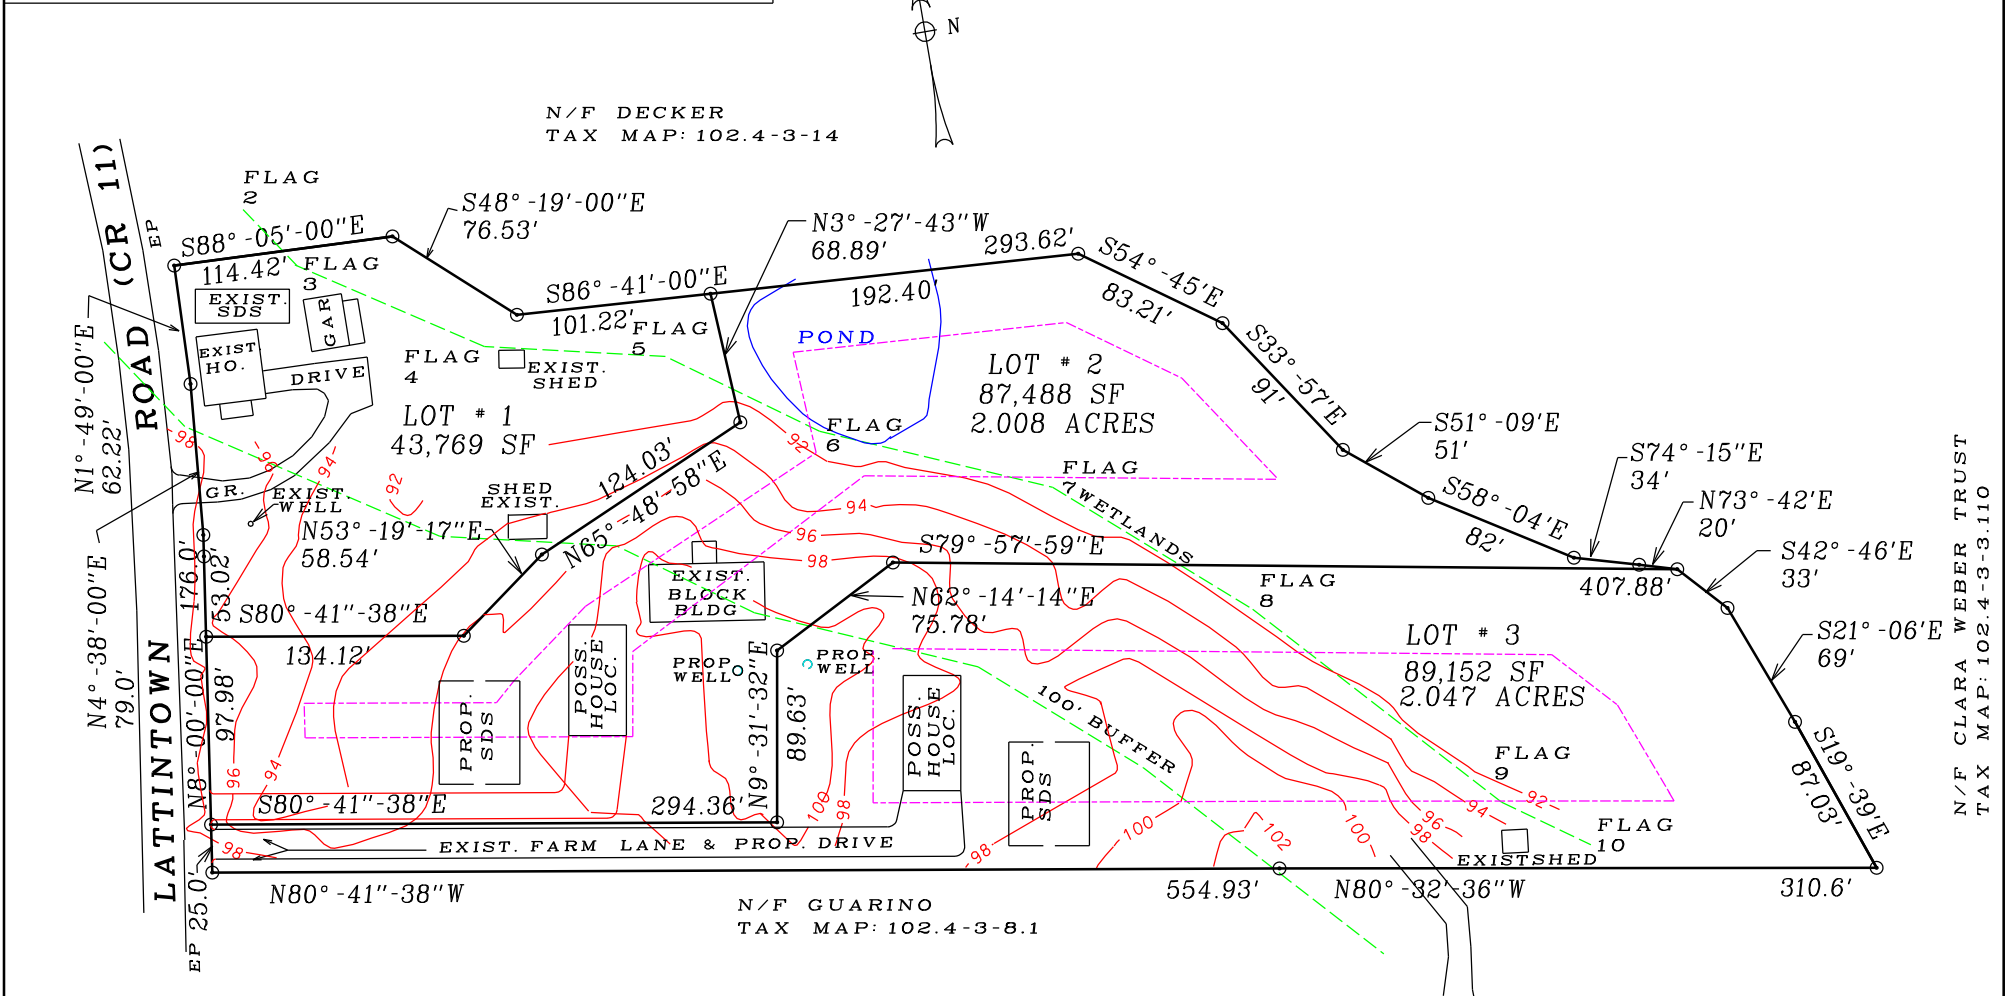 N
N/F DECKER
TAX MAP: 102.4-3-14
ROAD (CR 11)
EP
FLAG
2
S88°-05'-00"E
114.42'
S48°-19'-00"E
76.53'
N3°-27'-43"W
68.89'
293.62'
S54°-45'E
83.21'
FLAG
3
EXIST.
SDS
GAR
S86°-41'-00"E
101.22'
192.40'
FLAG
5
POND
EXIST.
HO.
DRIVE
FLAG
4
EXIST.
SHED
LOT # 2
87,488 SF
2.008 ACRES
S33°-57'E
91'
N1°-49'-00"E
62.22'
LOT # 1
43,769 SF
FLAG
6
S51°-09'E
51'
98
96
94
92
92
124.03'
N65°-48'-58"E
FLAG
7
WETLANDS
S74°-15"E
34'
N/F CLARA WEBER TRUST
TAX MAP: 102.4-3-3.110
GR.
EXIST.
WELL
SHED
EXIST.
N53°-19'-17"E
58.54'
94
96
98
S58°-04'E
82'
N73°-42'E
20'
S79°-57'-59"E
407.88'
S42°-46'E
33'
N4°-38'-00"E
79.0'
176.0'
53.02'
EXIST.
BLOCK
BLDG
N62°-14'-14"E
75.78'
FLAG
8
S80°-41"-38"E
134.12'
LOT # 3
89,152 SF
2.047 ACRES
S21°-06'E
69'
LATTINTOWN
N8°-00'-00"E
97.98'
PROP.
WELL
PROP.
WELL
POSS.
HOUSE
LOC.
PROP.
SDS
N9°-31'-32"E
89.63'
POSS.
HOUSE
LOC.
100' BUFFER
PROP.
SDS
FLAG
9
S19°-39'E
87.03'
96
94
S80°-41"-38"E
294.36'
100
98
98
100
102
100
98
96
94
92
98
EXIST. FARM LANE & PROP. DRIVE
FLAG
10
EXIST
SHED
EP 25.0'
N80°-41"-38"W
554.93'
N80°-32'-36"W
310.6'
N/F GUARINO
TAX MAP: 102.4-3-8.1